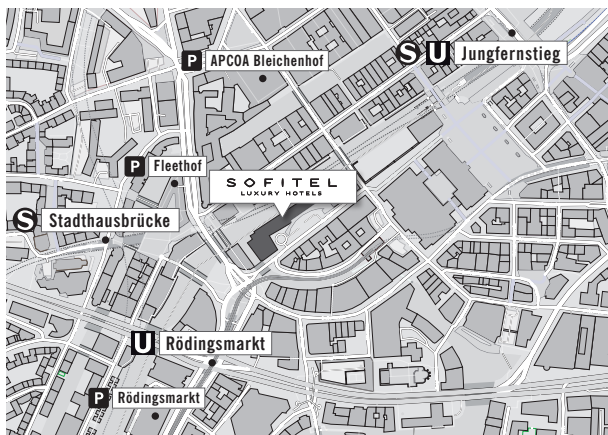 P APCOA Bleichenhof
S U Jungfernstieg
P Fleethof
SOFITEL
LUXURY HOTELS
S Stadthausbrücke
U Rödingsmarkt
P Rödingsmarkt